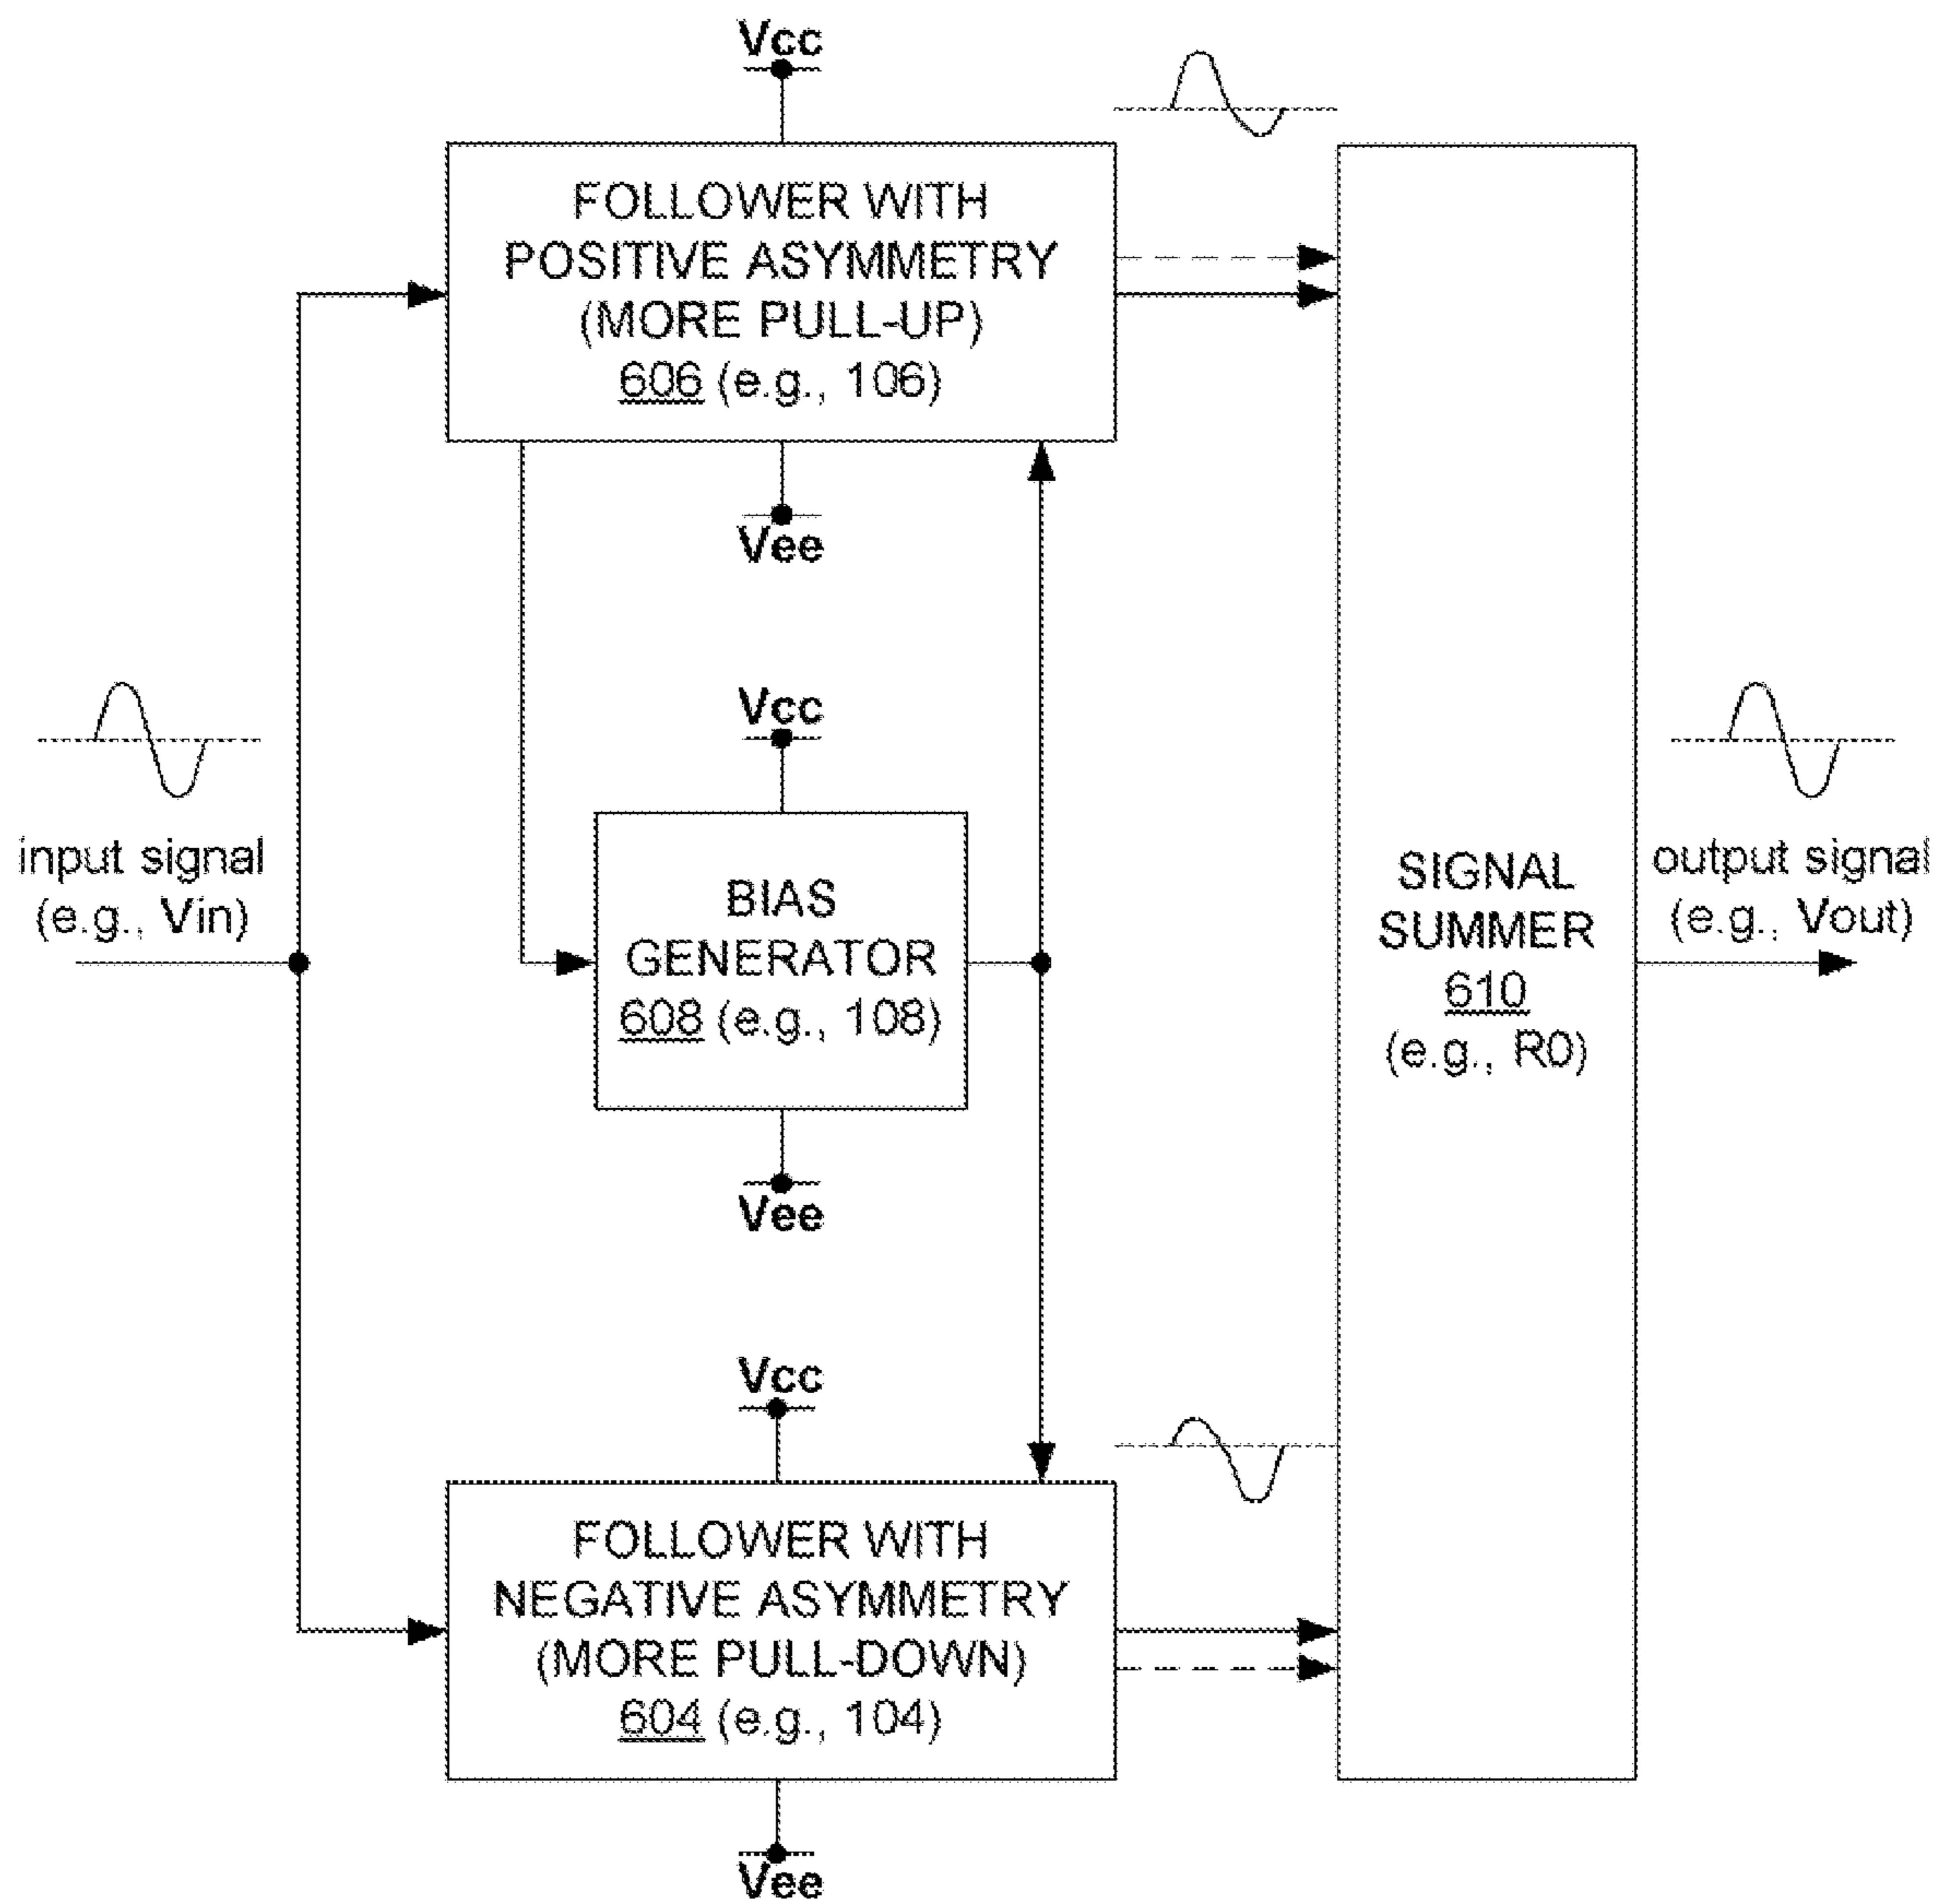 Vcc
FOLLOWER WITH
POSITIVE ASYMMETRY
(MORE PULL-UP)
606 (e.g., 106)
Vee
input signal
(e.g., Vin)
Vcc
BIAS
GENERATOR
608 (e.g., 108)
Vee
SIGNAL
SUMMER
610
(e.g., R0)
output signal
(e.g., Vout)
Vcc
FOLLOWER WITH
NEGATIVE ASYMMETRY
(MORE PULL-DOWN)
604 (e.g., 104)
Vee